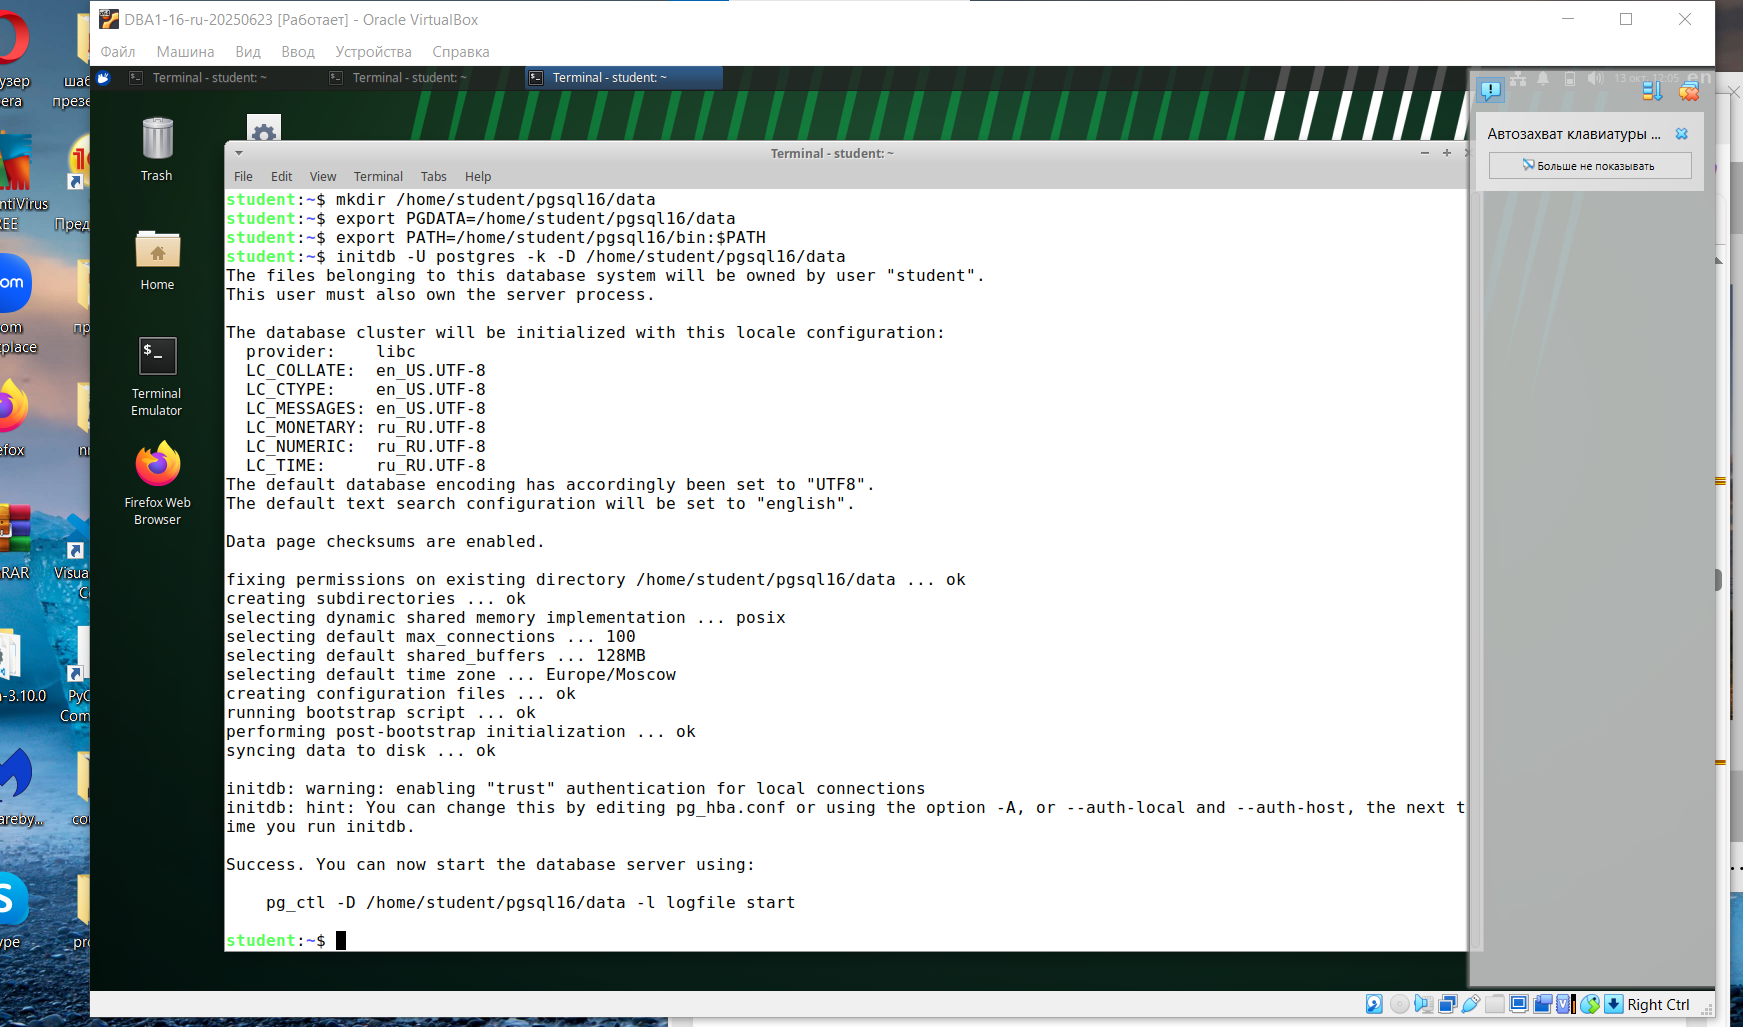 DBA1-16-ru-20250623 [Работает] - Oracle VirtualBox
Файл Машина Вид Ввод Устройства Справка
Terminal - student: ~ Terminal - student: ~ Terminal - student: ~ 13 окт, 12:05 en
Автозахват клавиатуры ...
Больше не показывать
Trash
Home
Terminal
Emulator
Firefox Web
Browser
Terminal - student: ~
File Edit View Terminal Tabs Help
student:~$ mkdir /home/student/pgsql16/data
student:~$ export PGDATA=/home/student/pgsql16/data
student:~$ export PATH=/home/student/pgsql16/bin:$PATH
student:~$ initdb -U postgres -k -D /home/student/pgsql16/data
The files belonging to this database system will be owned by user "student".
This user must also own the server process.
The database cluster will be initialized with this locale configuration:
provider: libc
LC_COLLATE: en_US.UTF-8
LC_CTYPE: en_US.UTF-8
LC_MESSAGES: en_US.UTF-8
LC_MONETARY: ru_RU.UTF-8
LC_NUMERIC: ru_RU.UTF-8
LC_TIME: ru_RU.UTF-8
The default database encoding has accordingly been set to "UTF8".
The default text search configuration will be set to "english".
Data page checksums are enabled.
fixing permissions on existing directory /home/student/pgsql16/data ... ok
creating subdirectories ... ok
selecting dynamic shared memory implementation ... posix
selecting default max_connections ... 100
selecting default shared_buffers ... 128MB
selecting default time zone ... Europe/Moscow
creating configuration files ... ok
running bootstrap script ... ok
performing post-bootstrap initialization ... ok
syncing data to disk ... ok
initdb: warning: enabling "trust" authentication for local connections
initdb: hint: You can change this by editing pg_hba.conf or using the option -A, or --auth-local and --auth-host, the next t
ime you run initdb.
Success. You can now start the database server using:
pg_ctl -D /home/student/pgsql16/data -l logfile start
student:~$
Right Ctrl